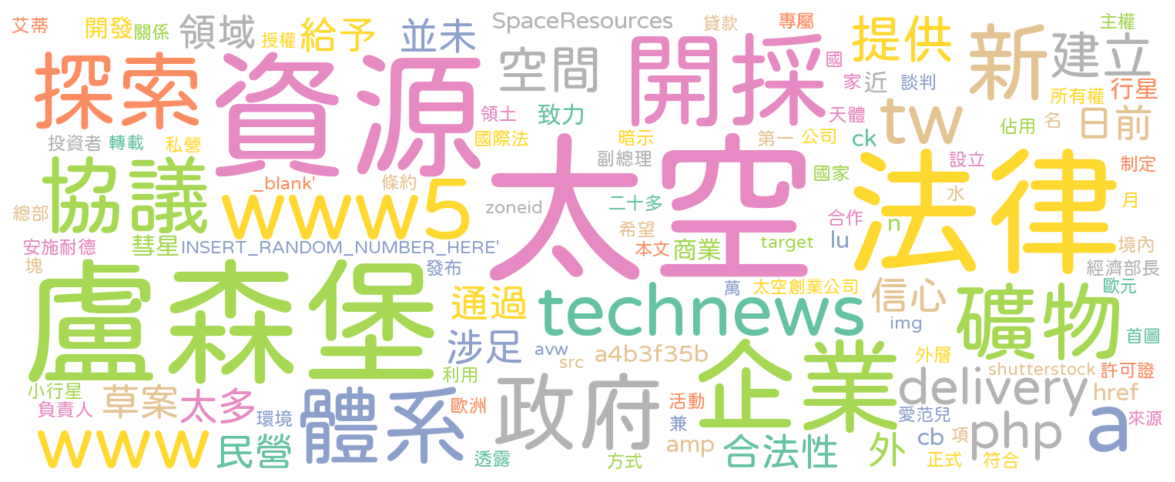 艾蒂
開發
關係
領域
授權
給予
並未
SpaceResources
貸款
專屬
提供
主權
探索
資源
空間
開採
國
家
近
談判
新
建立
行星
所有權
名
日前
投資者
轉載
私營
領土
致力
國際法
暗示
副總理
第一
公司
天體
ck
tw
佔用
制定
協議
_blank'
條約
www5
zoneid
二十多
太空
國家
法律
設立
水
月
總部
安施耐德
彗星
INSERT_RANDOM_NUMBER_HERE'
希望
本文
商業
target
合作
lu
n
境內
經濟部長
塊
盧森堡
發布
通過
萬
太空創業公司
信心
礦物
歐元
technews
img
首圖
涉足
avw
src
a4b3f35b
企業
外層
shutterstock
許可證
小行星
利用
負責人
草案
太多
環境
體系
歐洲
政府
活動
兼
delivery
href
愛范兒
來源
www
民營
透露
方式
amp
合法性
外
cb
項
php
a
正式
符合